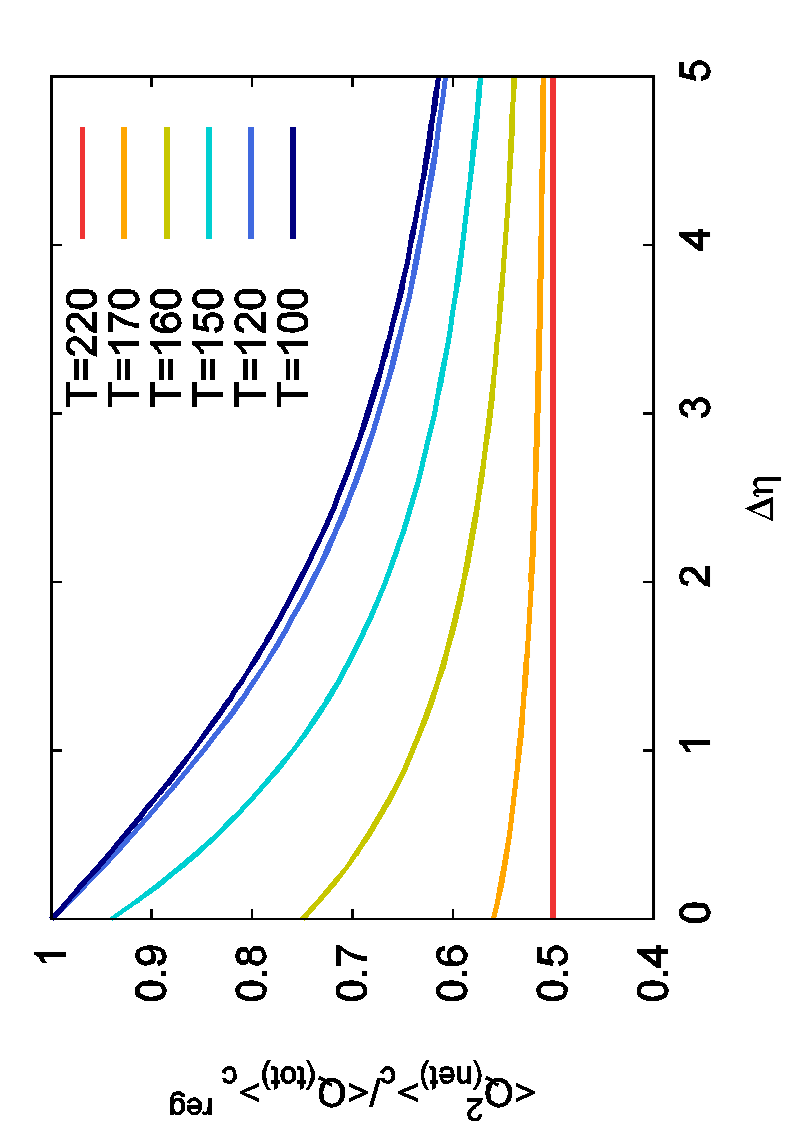 <Q²₍net₎>c/<Q₍tot₎>c^reg
1
0.9
0.8
0.7
0.6
0.5
0.4
T=220
T=170
T=160
T=150
T=120
T=100
0 1 2 3 4 5
Δη